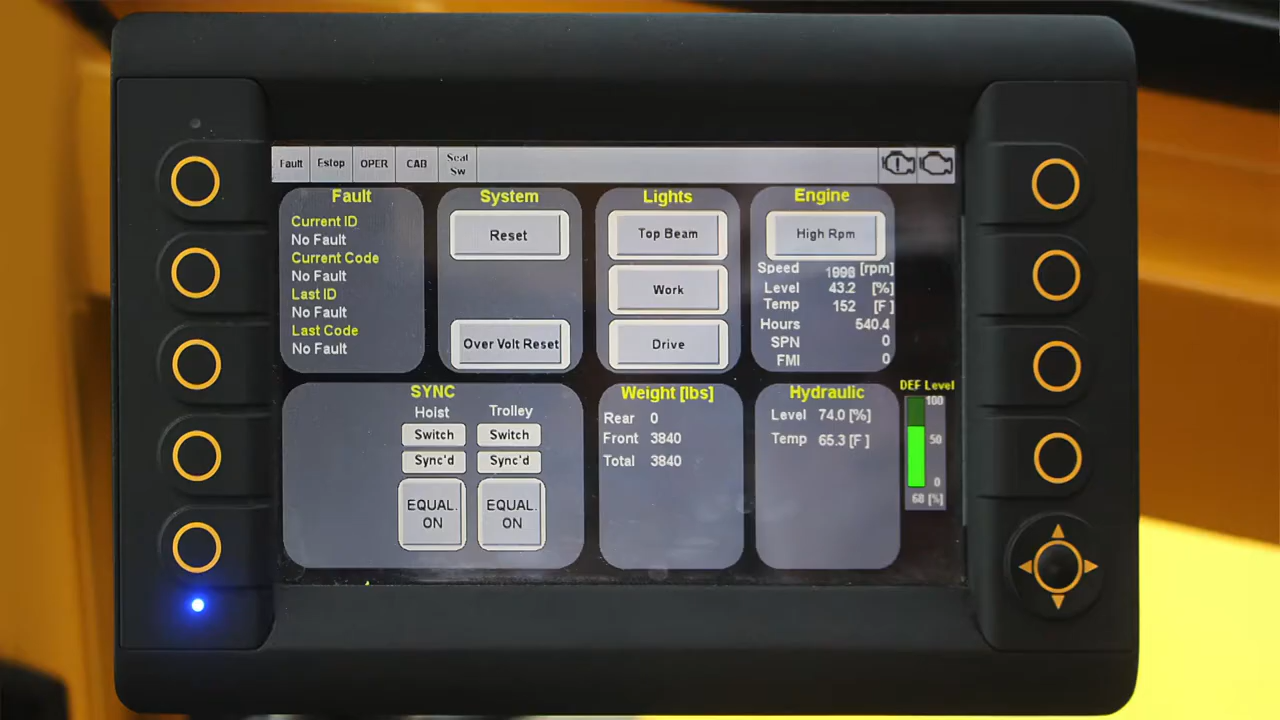 Fault Estop OPER CAB Seat Sw
Fault
Current ID
No Fault
Current Code
No Fault
Last ID
No Fault
Last Code
No Fault
System
Reset
Over Volt Reset
Lights
Top Beam
Work
Drive
Engine
High Rpm
Speed [rpm]
Level 43.2 [%]
Temp 152 [F]
Hours 540.4
SPN 0
FMI 0
SYNC
Hoist Trolley
Switch Switch
Sync'd Sync'd
EQUAL. EQUAL.
ON ON
Weight [lbs]
Rear 0
Front 3840
Total 3840
Hydraulic
Level 74.0 [%]
Temp 65.3 [F]
DEF Level
100
50
0
68 [%]